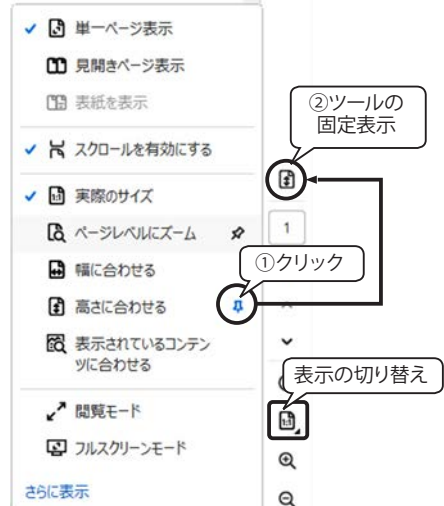 単一ページ表示
見開きページ表示
表紙を表示
②ツールの
固定表示
スクロールを有効にする
実際のサイズ
ページレベルにズーム
1
①クリック
幅に合わせる
高さに合わせる
表示されているコンテン
ツに合わせる
表示の切り替え
閲覧モード
1:1
フルスクリーンモード
さらに表示